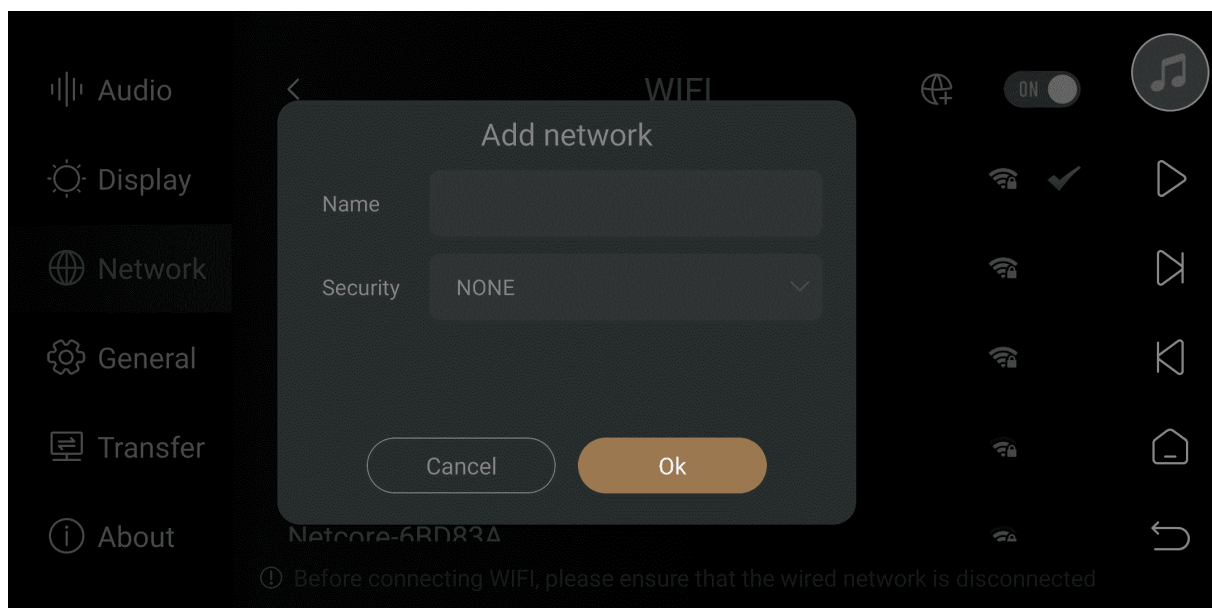 Audio
Display
Network
General
Transfer
About
WIFI
ON
Add network
Name
Security NONE
Cancel Ok
Netcore-6BD83A
Before connecting WIFI, please ensure that the wired network is disconnected